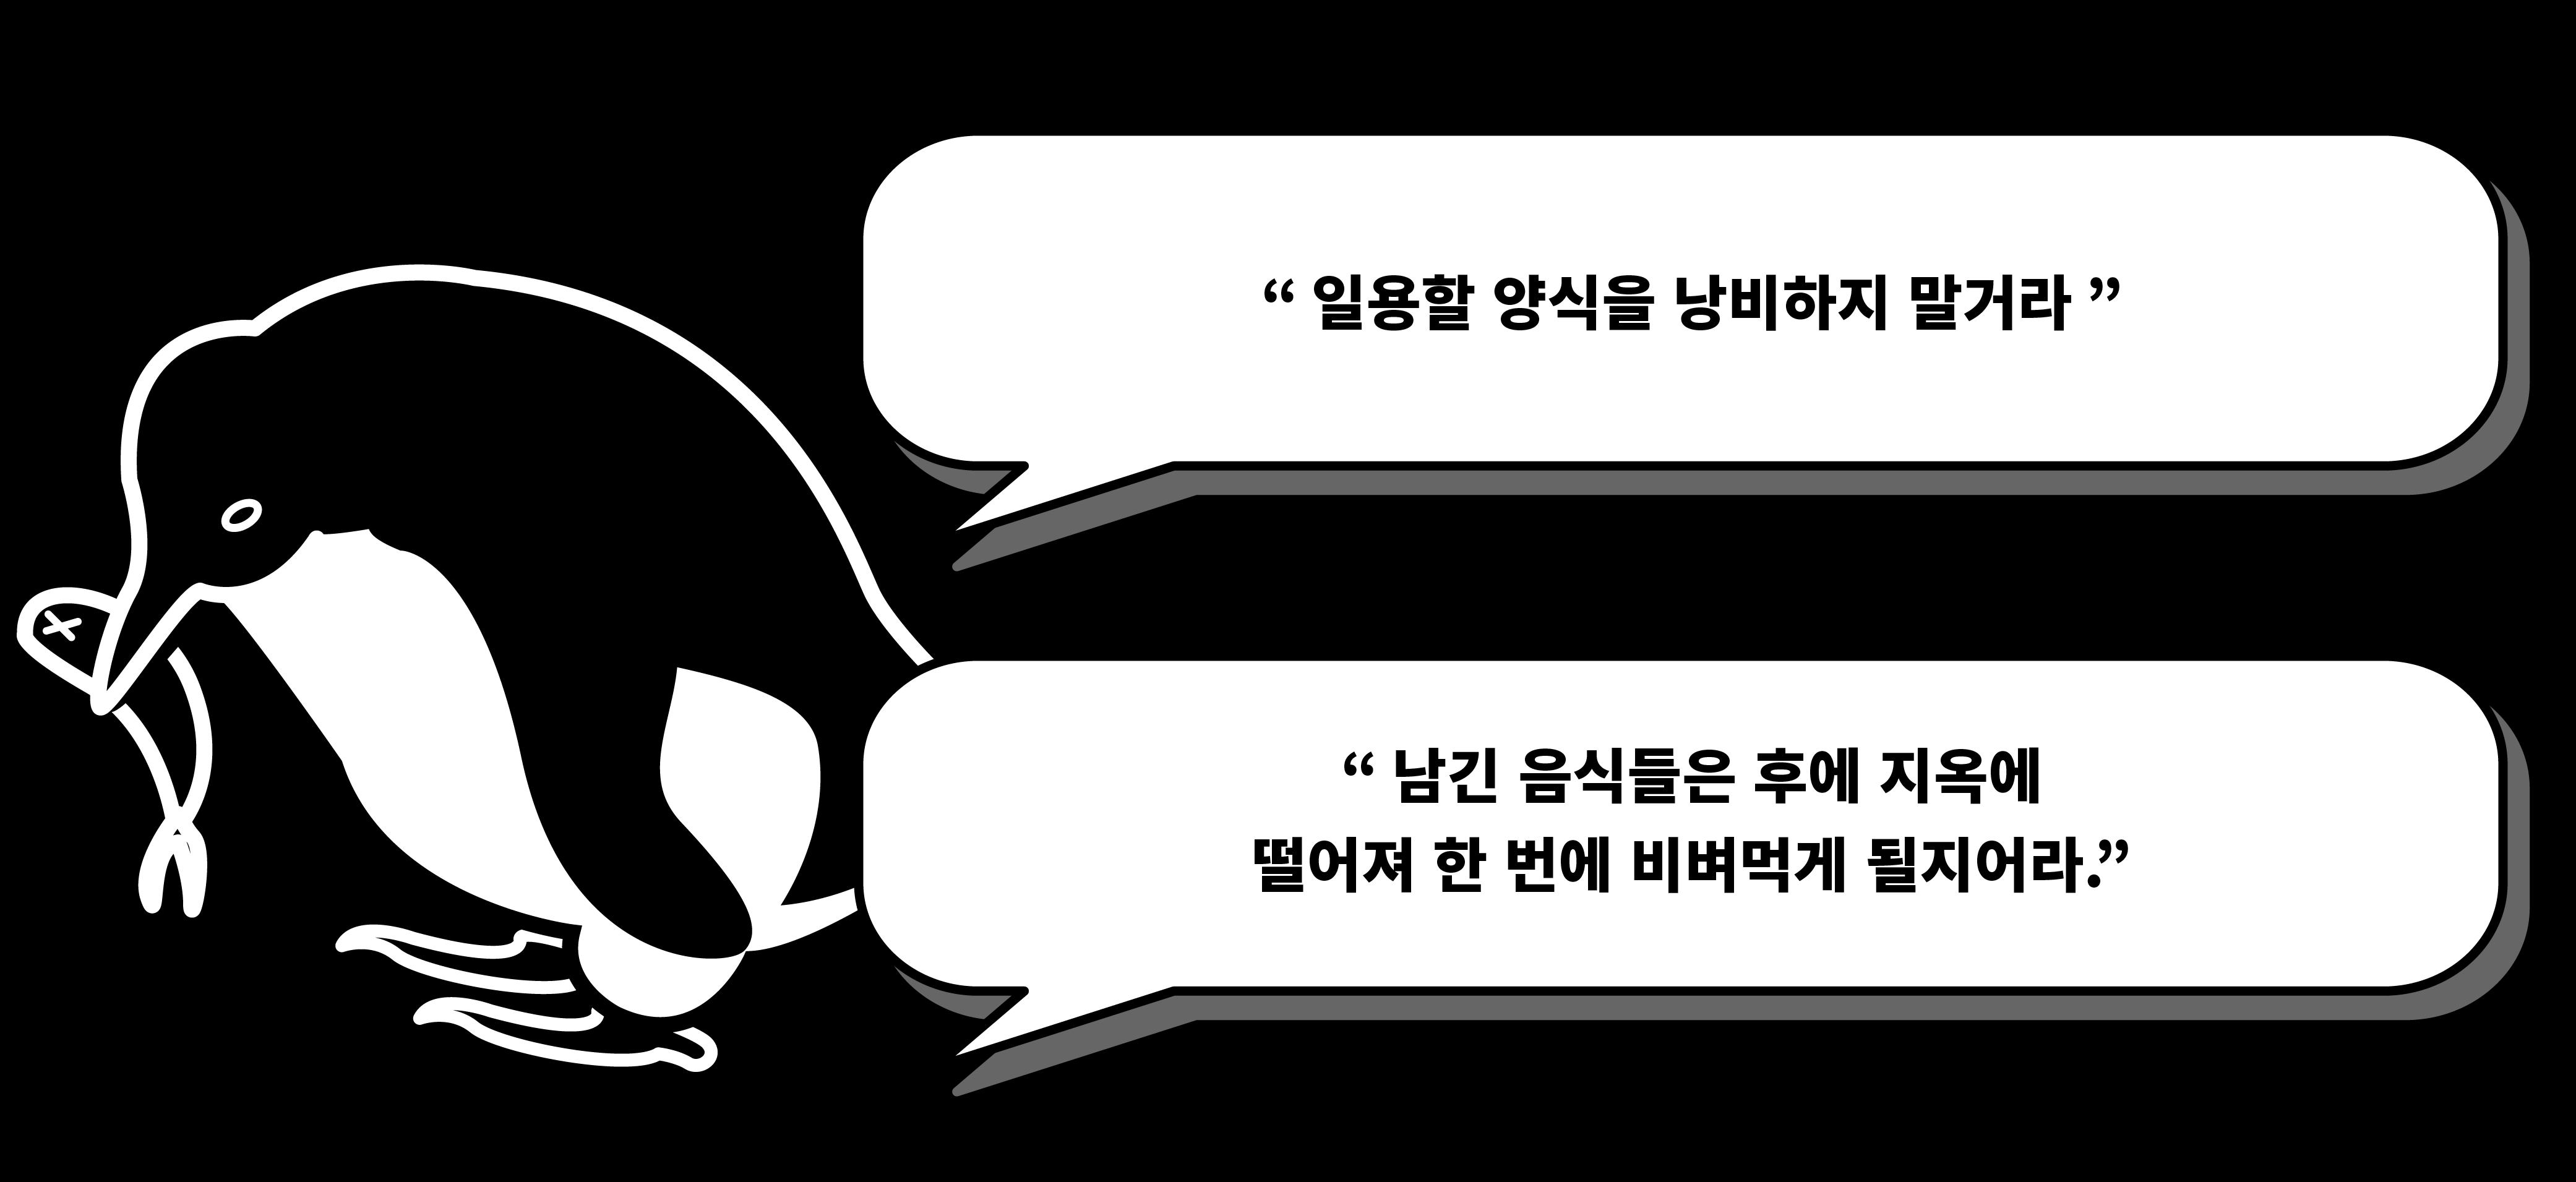 “ 일용할 양식을 낭비하지 말거라 ”
“ 남긴 음식들은 후에 지옥에
떨어져 한 번에 비벼먹게 될지어라.”